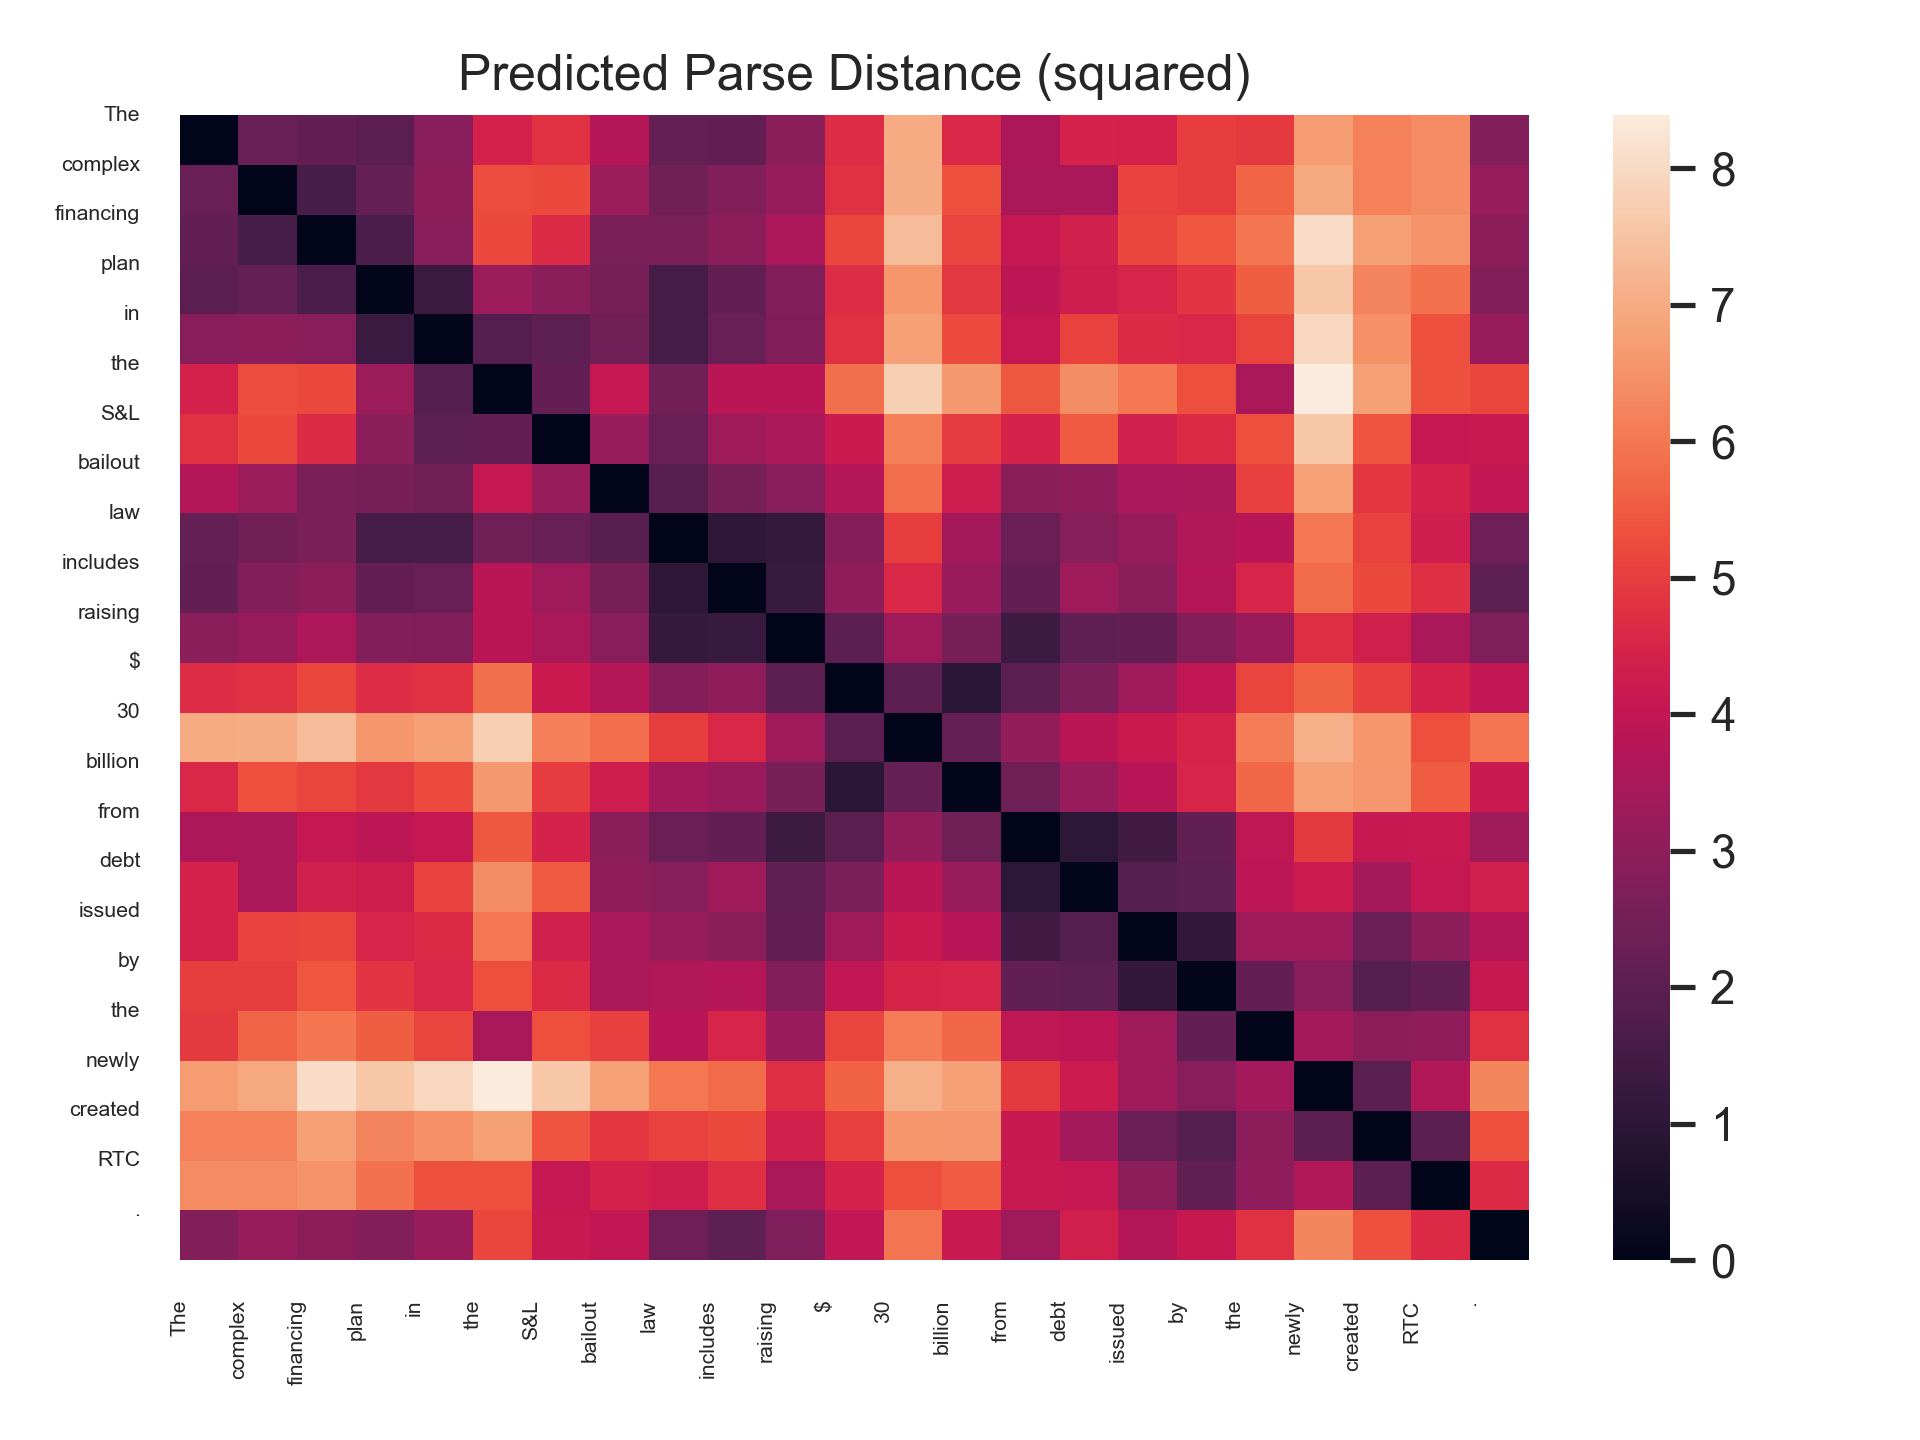 Predicted Parse Distance (squared)
The
complex
financing
plan
in
the
S&L
bailout
law
includes
raising
$
30
billion
from
debt
issued
by
the
newly
created
RTC
.
8
7
6
5
4
3
2
1
0
The
complex
financing
plan
in
the
S&L
bailout
law
includes
raising
$
30
billion
from
debt
issued
by
the
newly
created
RTC
.